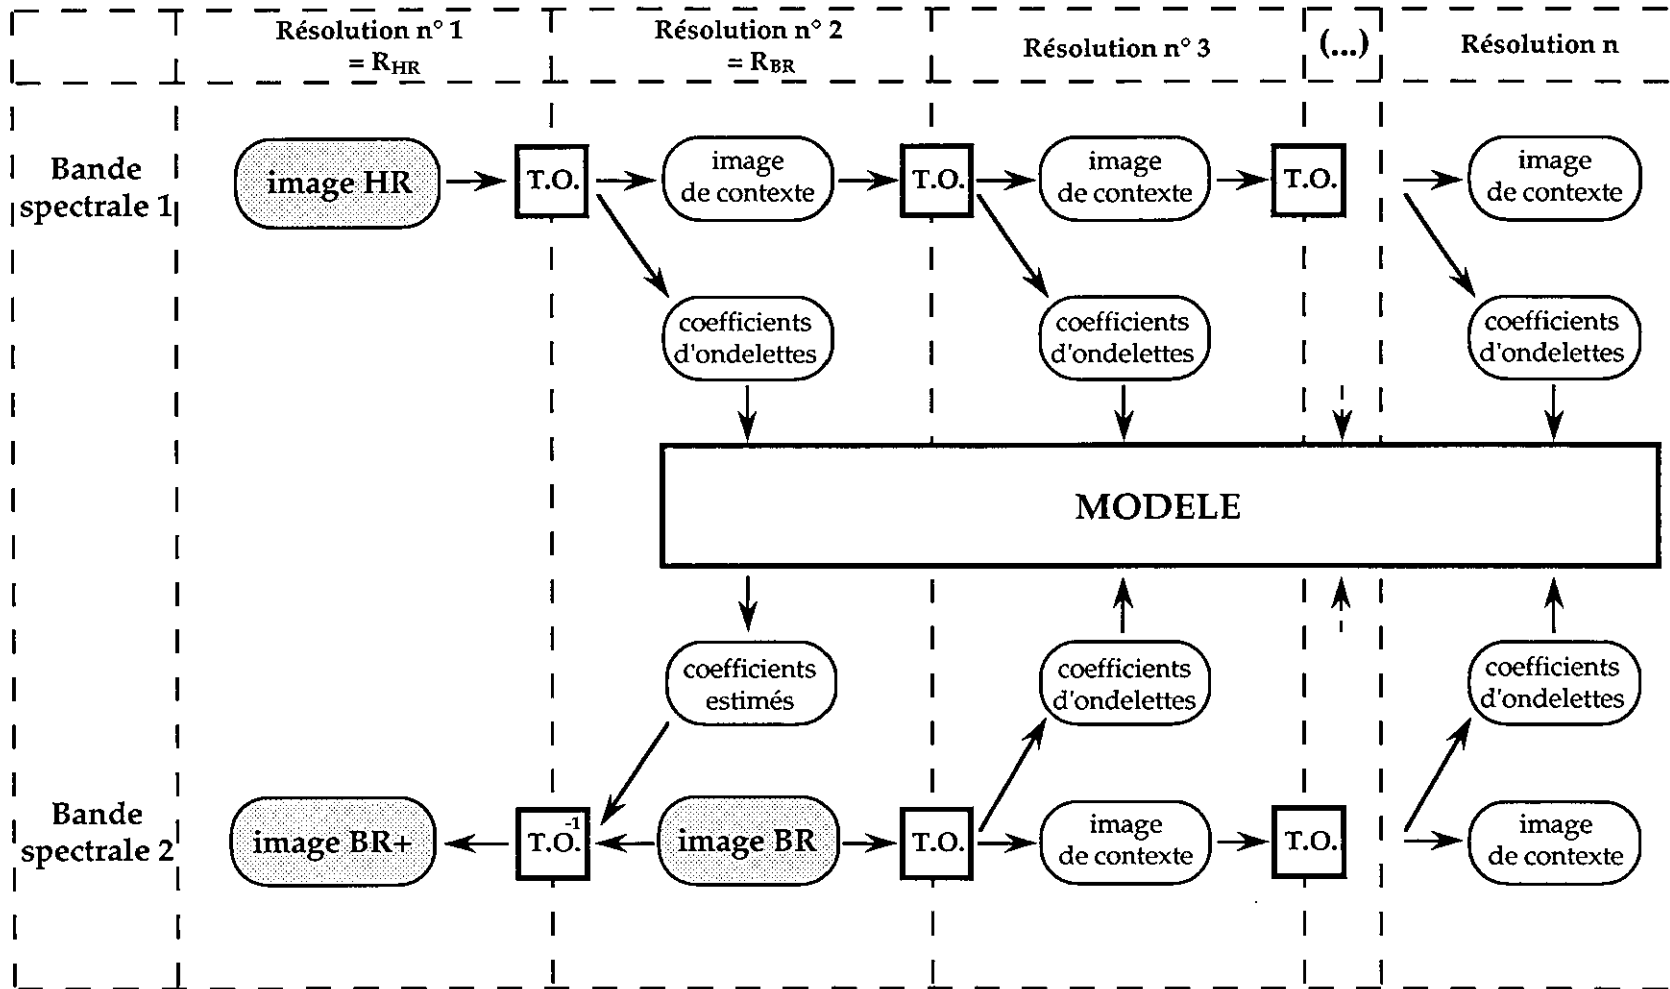 Résolution n° 1
= RHR
Résolution n° 2
= RBR
Résolution n° 3
(...)
Résolution n
Bande
spectrale 1
image HR
T.O.
image
de contexte
T.O.
image
de contexte
T.O.
image
de contexte
coefficients
d'ondelettes
coefficients
d'ondelettes
coefficients
d'ondelettes
MODELE
coefficients
estimés
coefficients
d'ondelettes
coefficients
d'ondelettes
Bande
spectrale 2
image BR+
T.O.-1
image BR
T.O.
image
de contexte
T.O.
image
de contexte